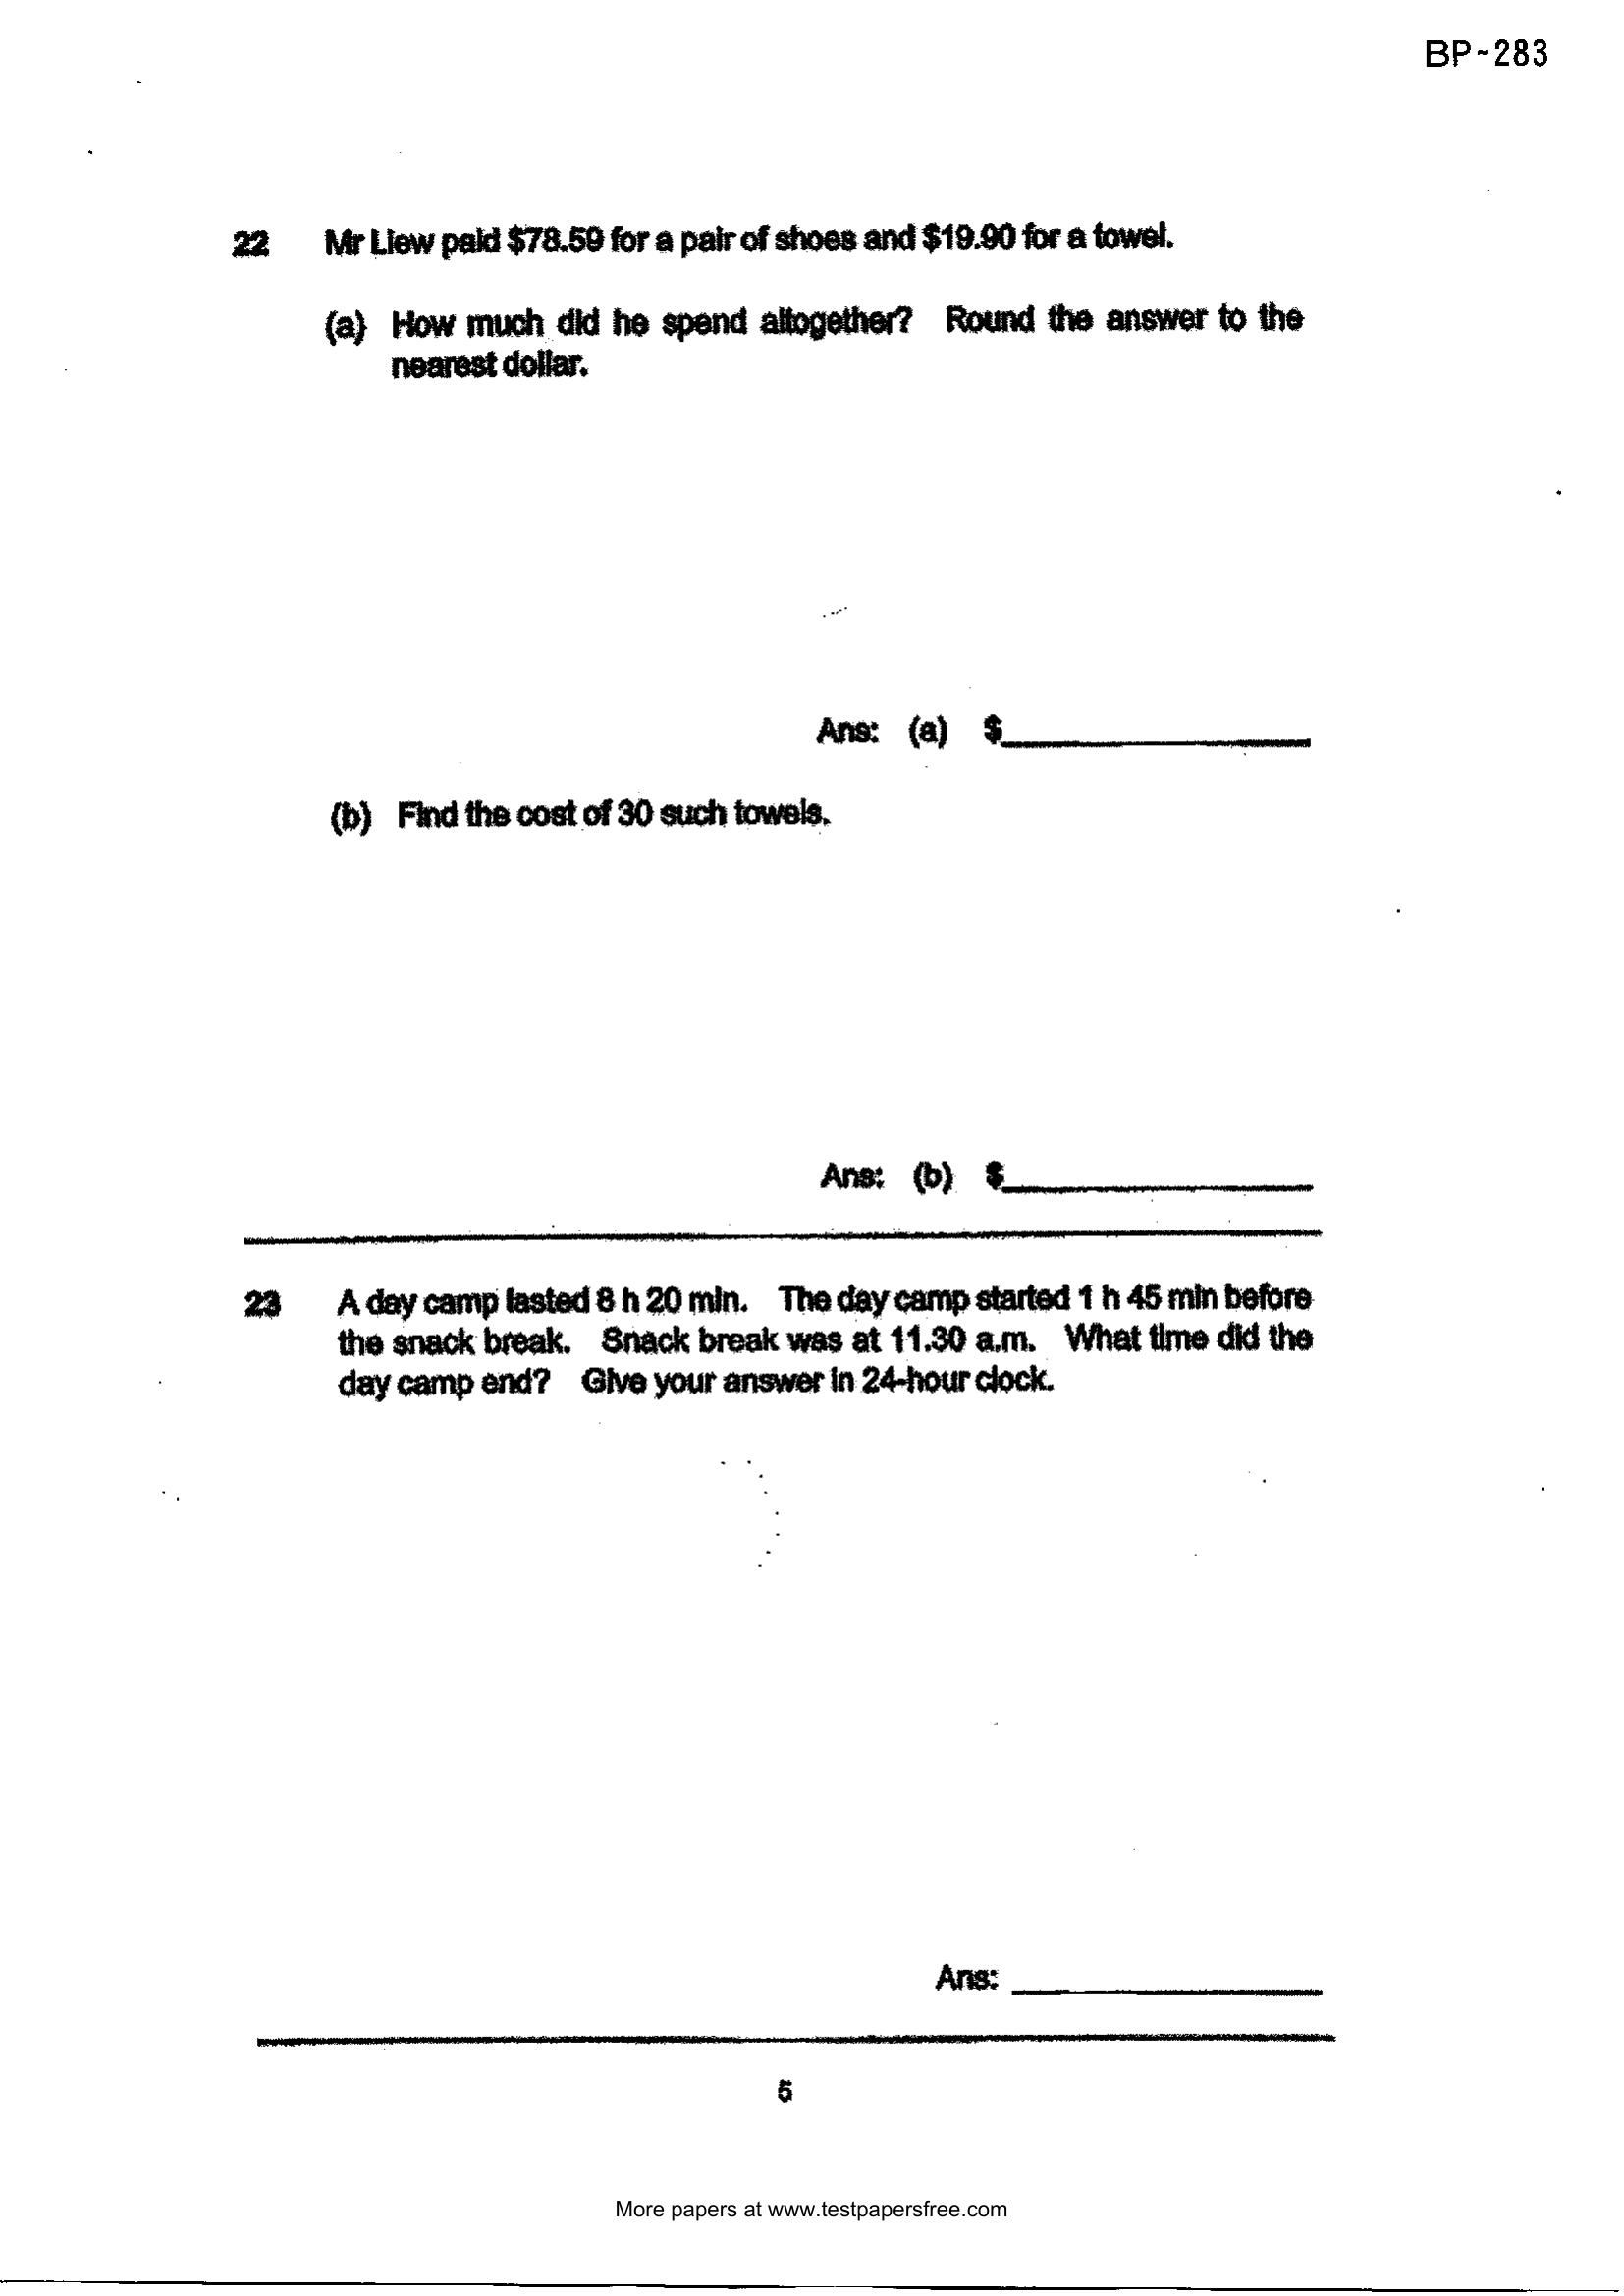 BP-283
22 Mr Liew paid $78.59 for a pair of shoes and $19.90 for a towel.
(a) How much did he spend altogether? Round the answer to the
nearest dollar.
Ans: (a) $
(b) Find the cost of 30 such towels.
Ans: (b) $
23 A day camp lasted 8 h 20 min. The day camp started 1 h 45 min before
the snack break. Snack break was at 11.30 a.m. What time did the
day camp end? Give your answer in 24-hour clock.
Ans:
5
More papers at www.testpapersfree.com